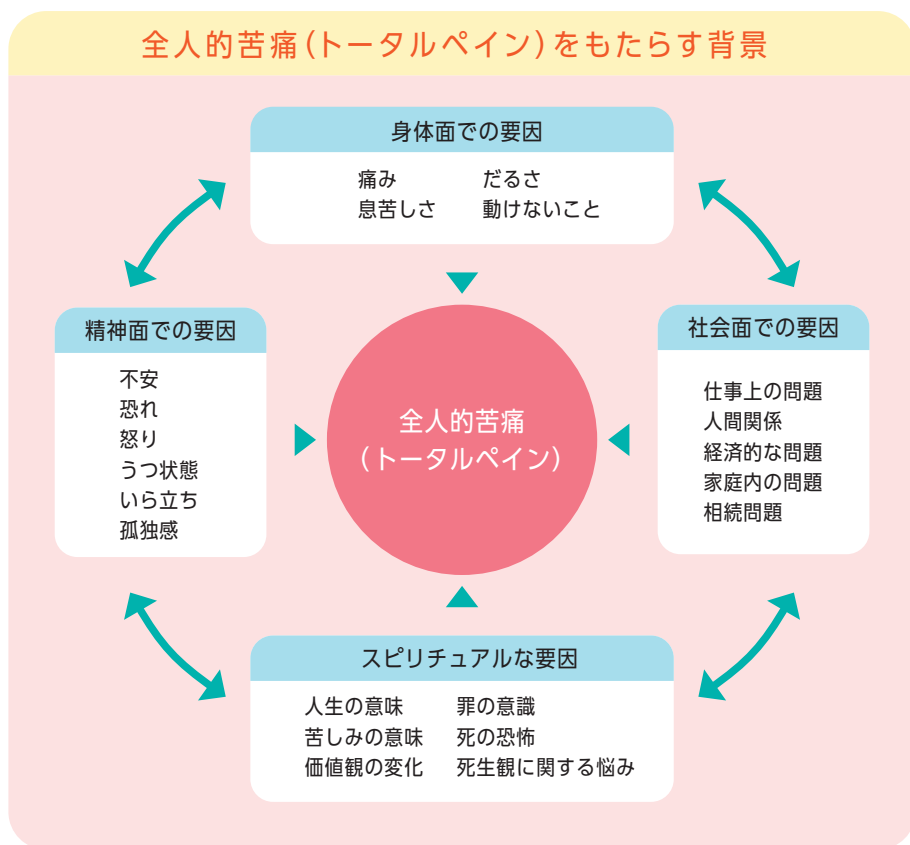 全人的苦痛(トータルペイン)をもたらす背景
身体面での要因
痛み だるさ
息苦しさ 動けないこと
精神面での要因
不安
恐れ
怒り
うつ状態
いら立ち
孤独感
全人的苦痛
(トータルペイン)
社会面での要因
仕事上の問題
人間関係
経済的な問題
家庭内の問題
相続問題
スピリチュアルな要因
人生の意味 罪の意識
苦しみの意味 死の恐怖
価値観の変化 死生観に関する悩み